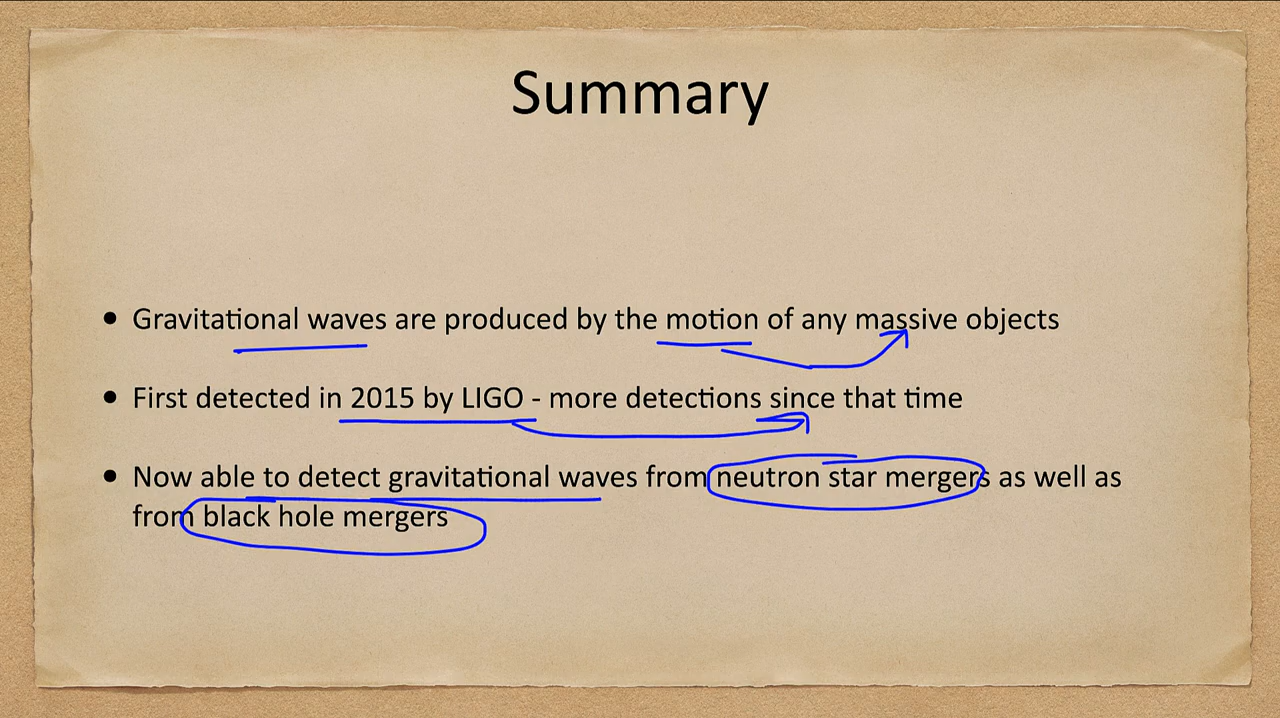 Summary
• Gravitational waves are produced by the motion of any massive objects
• First detected in 2015 by LIGO - more detections since that time
• Now able to detect gravitational waves from neutron star mergers as well as
from black hole mergers